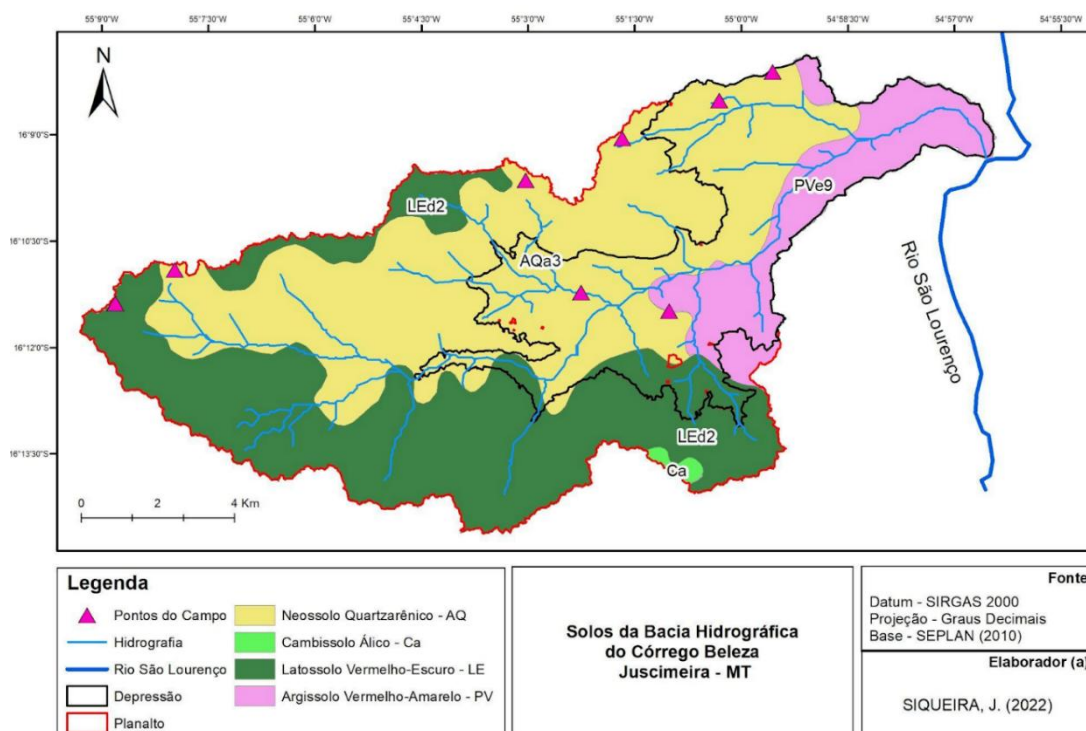 55°9'0"W 55°7'30"W 55°6'0"W 55°4'30"W 55°3'0"W 55°1'30"W 55°0'0"W 54°58'30"W 54°57'0"W 54°55'30"W
N
16°9'0"S
16°10'30"S
16°12'0"S
16°13'30"S
LEd2
PVe9
AQa3
LEd2
Ca
Rio São Lourenço
0 2 4 Km
Legenda
Pontos do Campo
Hidrografia
Rio São Lourenço
Depressão
Planalto
Neossolo Quartzarênico - AQ
Cambissolo Álico - Ca
Latossolo Vermelho-Escuro - LE
Argissolo Vermelho-Amarelo - PV
Solos da Bacia Hidrográfica
do Córrego Beleza
Juscimeira - MT
Fonte
Datum - SIRGAS 2000
Projeção - Graus Decimais
Base - SEPLAN (2010)
Elaborador (a)
SIQUEIRA, J. (2022)